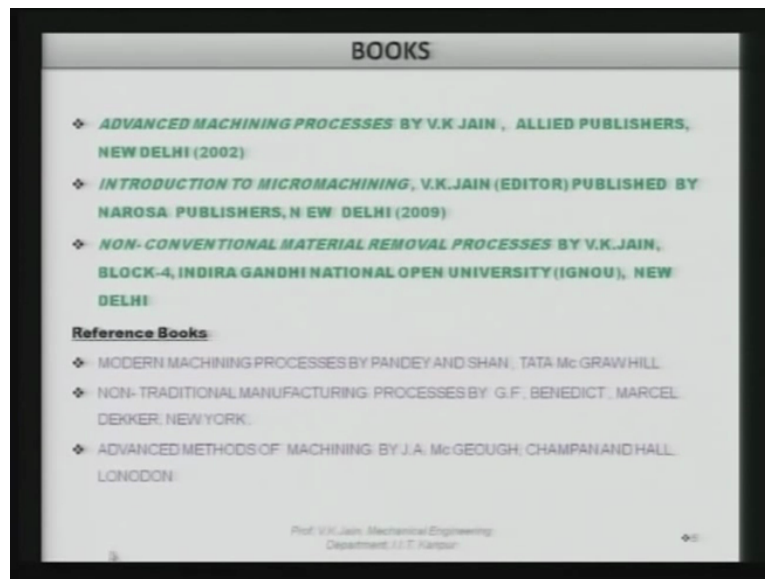 BOOKS
❖ ADVANCED MACHINING PROCESSES BY V.K JAIN , ALLIED PUBLISHERS,
NEW DELHI (2002)
❖ INTRODUCTION TO MICROMACHINING, V.K.JAIN (EDITOR) PUBLISHED BY
NAROSA PUBLISHERS, N EW DELHI (2009)
❖ NON-CONVENTIONAL MATERIAL REMOVAL PROCESSES BY V.K.JAIN,
BLOCK-4, INDIRA GANDHI NATIONAL OPEN UNIVERSITY (IGNOU), NEW
DELHI
Reference Books
❖ MODERN MACHINING PROCESSES BY PANDEY AND SHAN, TATA Mc GRAW HILL
❖ NON- TRADITIONAL MANUFACTURING PROCESSES BY G.F. BENEDICT, MARCEL
DEKKER, NEW YORK.
❖ ADVANCED METHODS OF MACHINING BY J.A. Mc GEOUGH, CHAMPAN AND HALL,
LONODON
Prof. V.K.Jain, Mechanical Engineering
Department, I.I.T. Kanpur